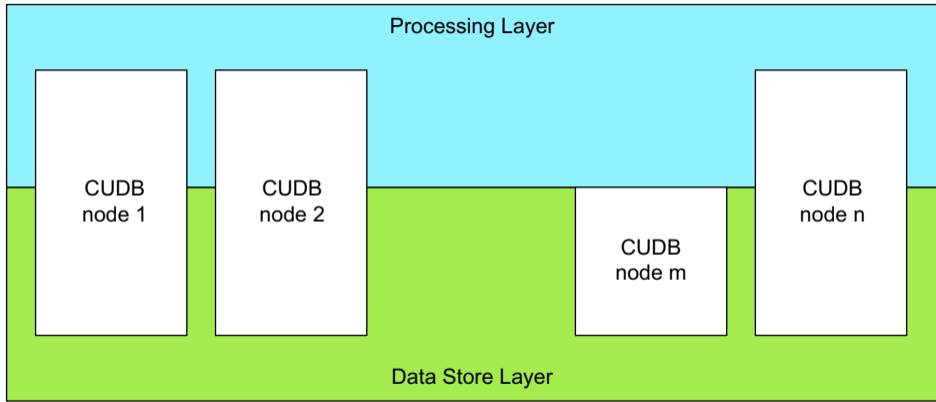 Processing Layer
CUDB
node 1
CUDB
node 2
CUDB
node m
CUDB
node n
Data Store Layer